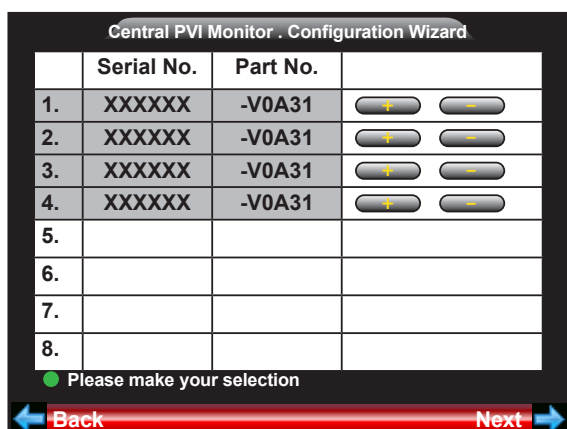 Central PVI Monitor . Configuration Wizard
Serial No. Part No.
1. XXXXXX -V0A31 + −
2. XXXXXX -V0A31 + −
3. XXXXXX -V0A31 + −
4. XXXXXX -V0A31 + −
5.
6.
7.
8.
Please make your selection
Back Next